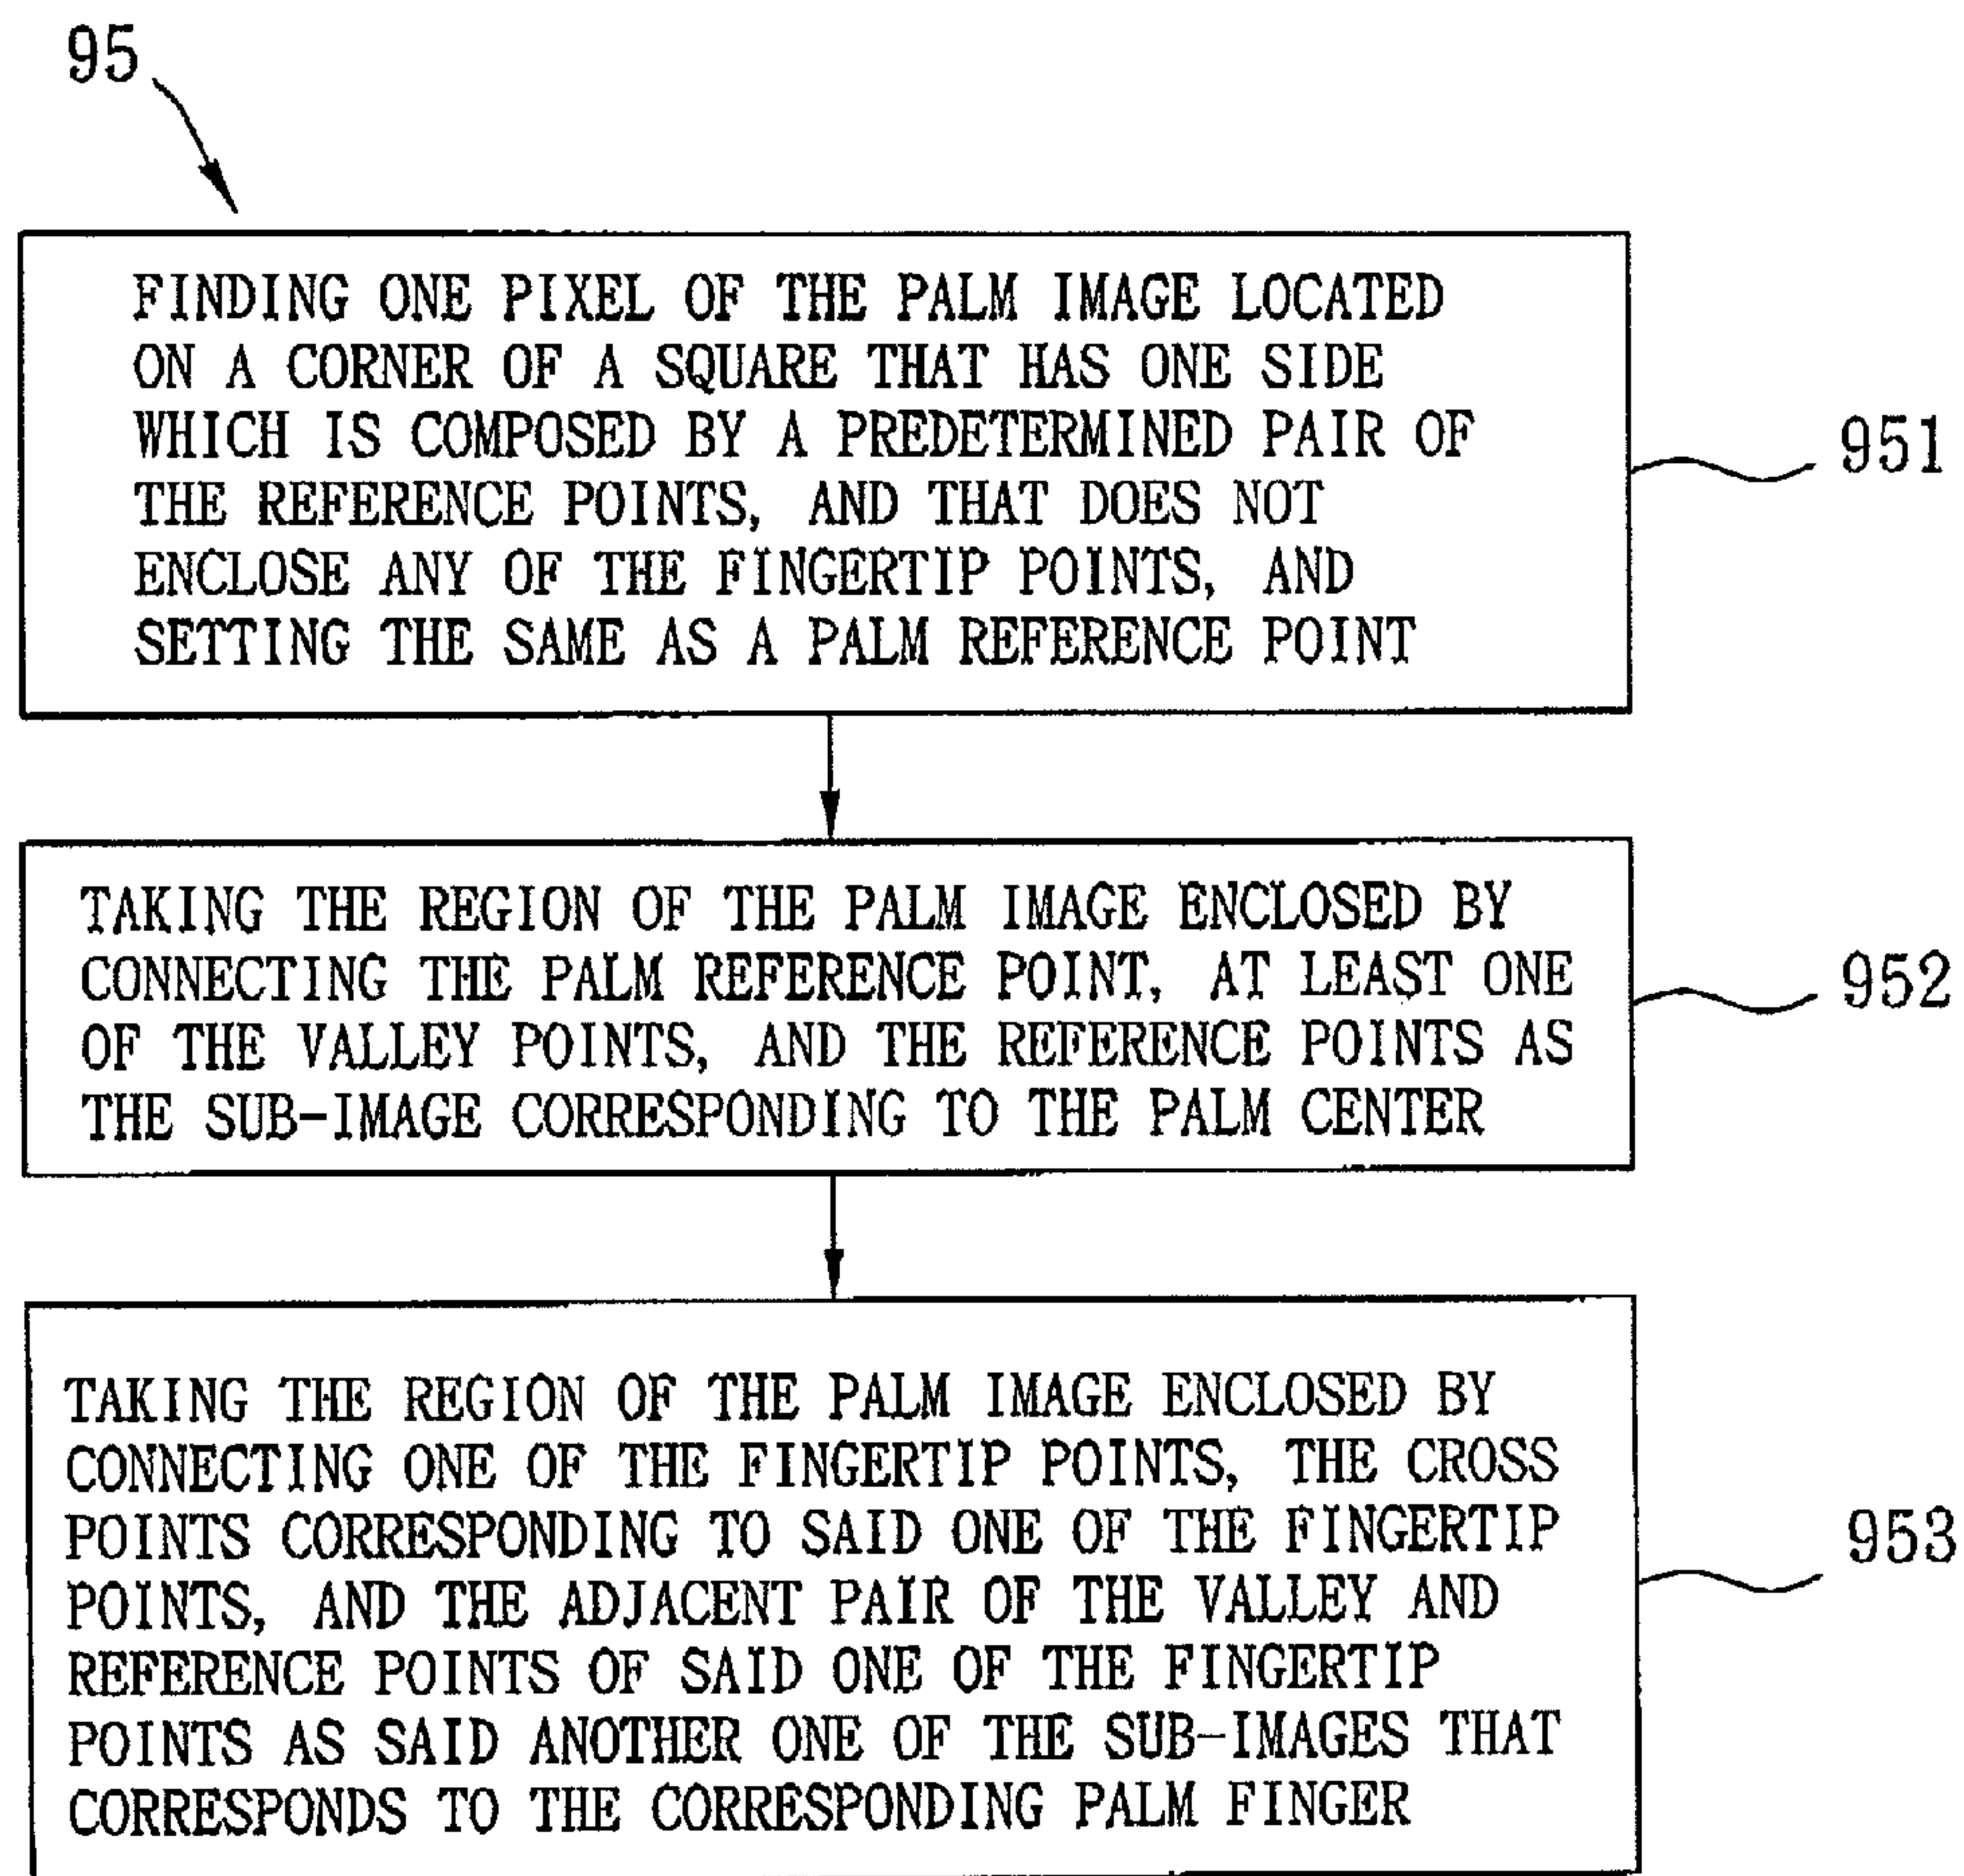 95
FINDING ONE PIXEL OF THE PALM IMAGE LOCATED
ON A CORNER OF A SQUARE THAT HAS ONE SIDE
WHICH IS COMPOSED BY A PREDETERMINED PAIR OF
THE REFERENCE POINTS, AND THAT DOES NOT
ENCLOSE ANY OF THE FINGERTIP POINTS, AND
SETTING THE SAME AS A PALM REFERENCE POINT
951
TAKING THE REGION OF THE PALM IMAGE ENCLOSED BY
CONNECTING THE PALM REFERENCE POINT, AT LEAST ONE
OF THE VALLEY POINTS, AND THE REFERENCE POINTS AS
THE SUB-IMAGE CORRESPONDING TO THE PALM CENTER
952
TAKING THE REGION OF THE PALM IMAGE ENCLOSED BY
CONNECTING ONE OF THE FINGERTIP POINTS, THE CROSS
POINTS CORRESPONDING TO SAID ONE OF THE FINGERTIP
POINTS, AND THE ADJACENT PAIR OF THE VALLEY AND
REFERENCE POINTS OF SAID ONE OF THE FINGERTIP
POINTS AS SAID ANOTHER ONE OF THE SUB-IMAGES THAT
CORRESPONDS TO THE CORRESPONDING PALM FINGER
953